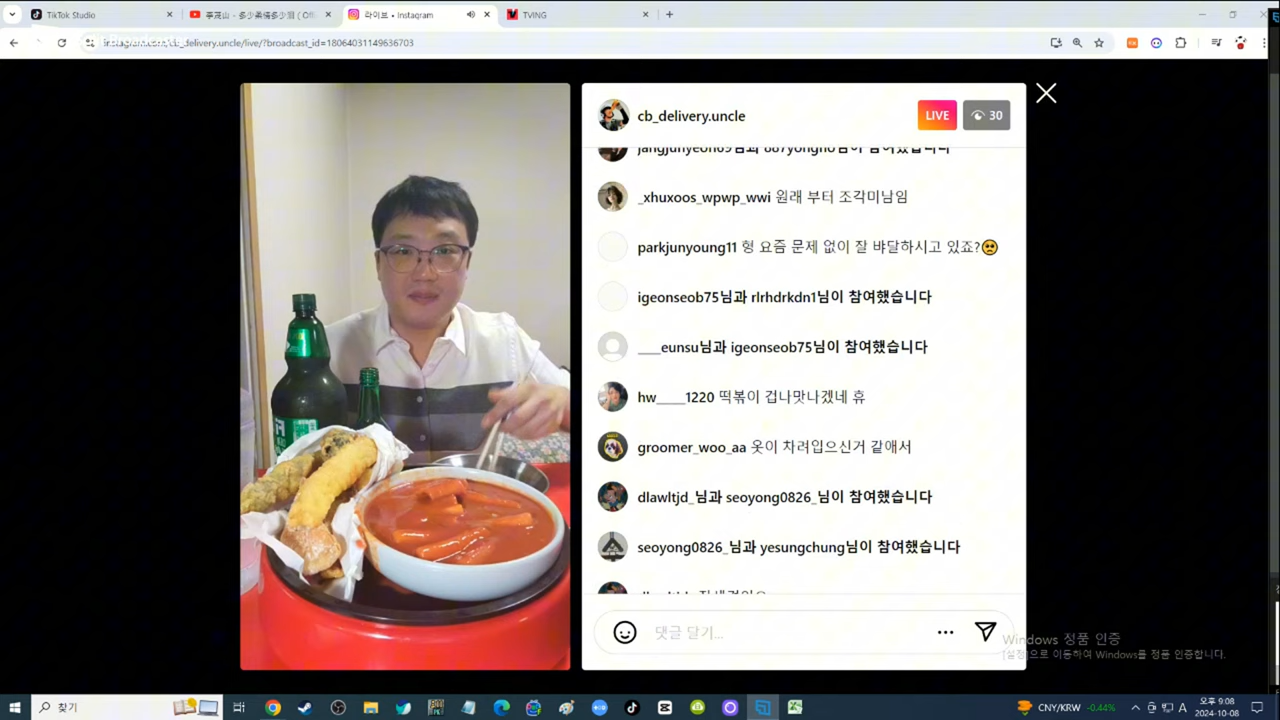 TikTok Studio
라이브 • Instagram
TVING
delivery.uncle/live/?broadcast_id=18064031149636703
cb_delivery.uncle
LIVE
30
_xhuxoos_wpwp_wwi 원래 부터 조각미남임
parkjunyoung11 형 요즘 문제 없이 잘 뱌달하시고 있죠?🥺
igeonseob75님과 rlrhdrkdn1님이 참여했습니다
___eunsu님과 igeonseob75님이 참여했습니다
hw____1220 떡볶이 겁나맛나겠네 휴
groomer_woo_aa 옷이 차려입으신거 같애서
dlawltjd_님과 seoyong0826_님이 참여했습니다
seoyong0826_님과 yesungchung님이 참여했습니다
댓글 달기...
Windows 정품 인증
[설정]으로 이동하여 Windows를 정품 인증합니다.
찾기
CNY/KRW -0.44%
A
오후 9:08
2024-10-08